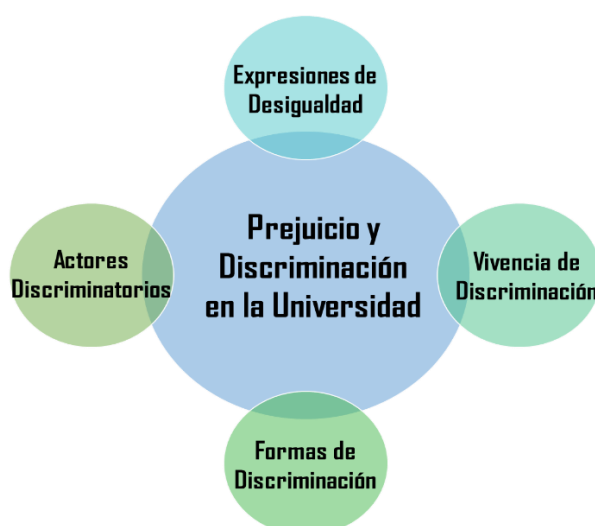 Expresiones de
Desigualdad
Prejuicio y
Discriminación
en la Universidad
Actores
Discriminatorios
Vivencia de
Discriminación
Formas de
Discriminación